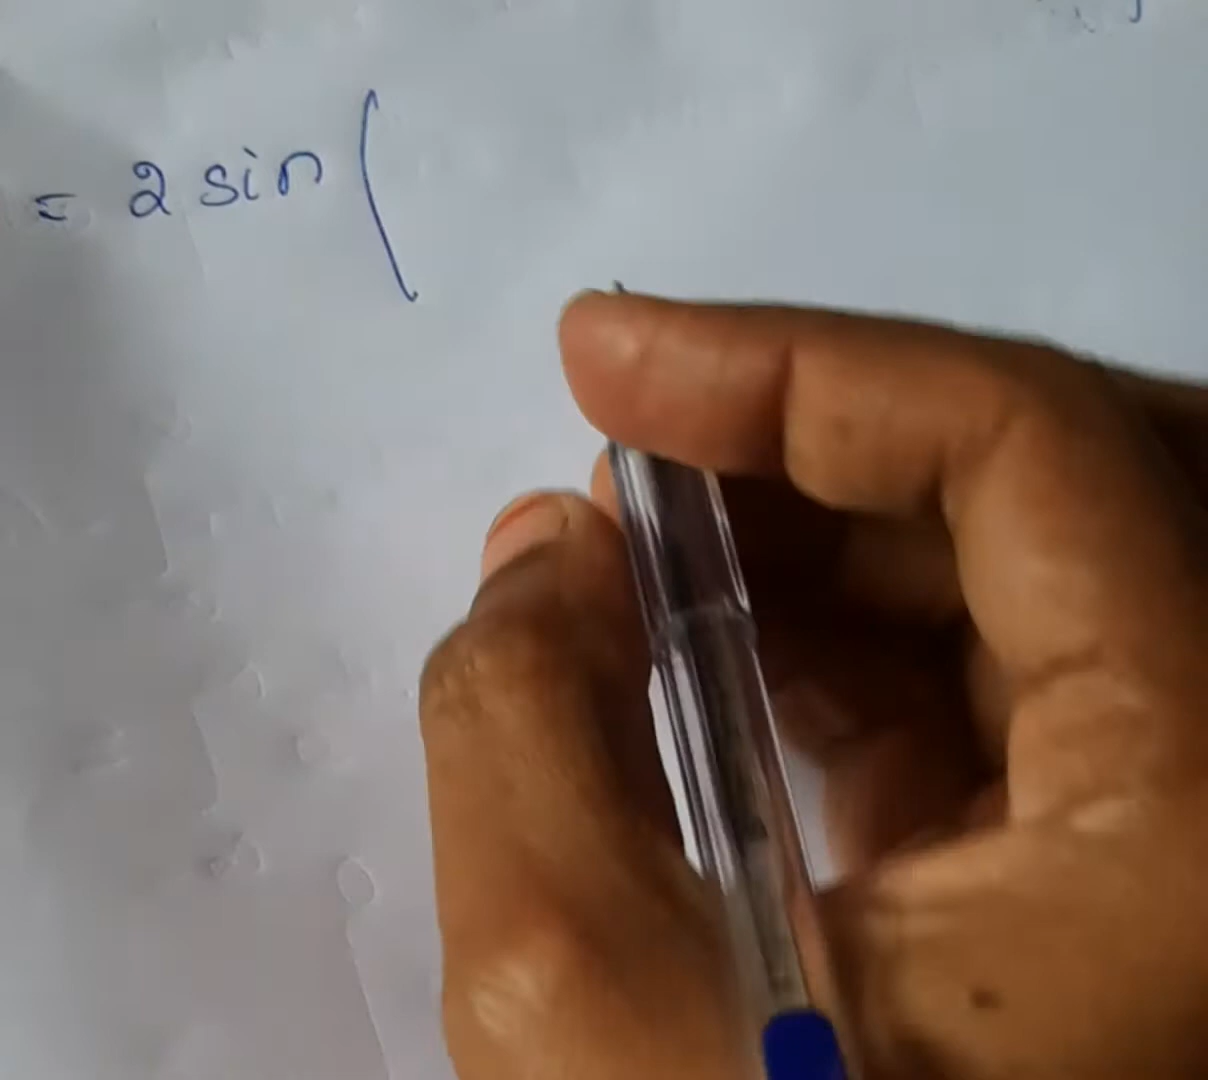 = 2 sin (